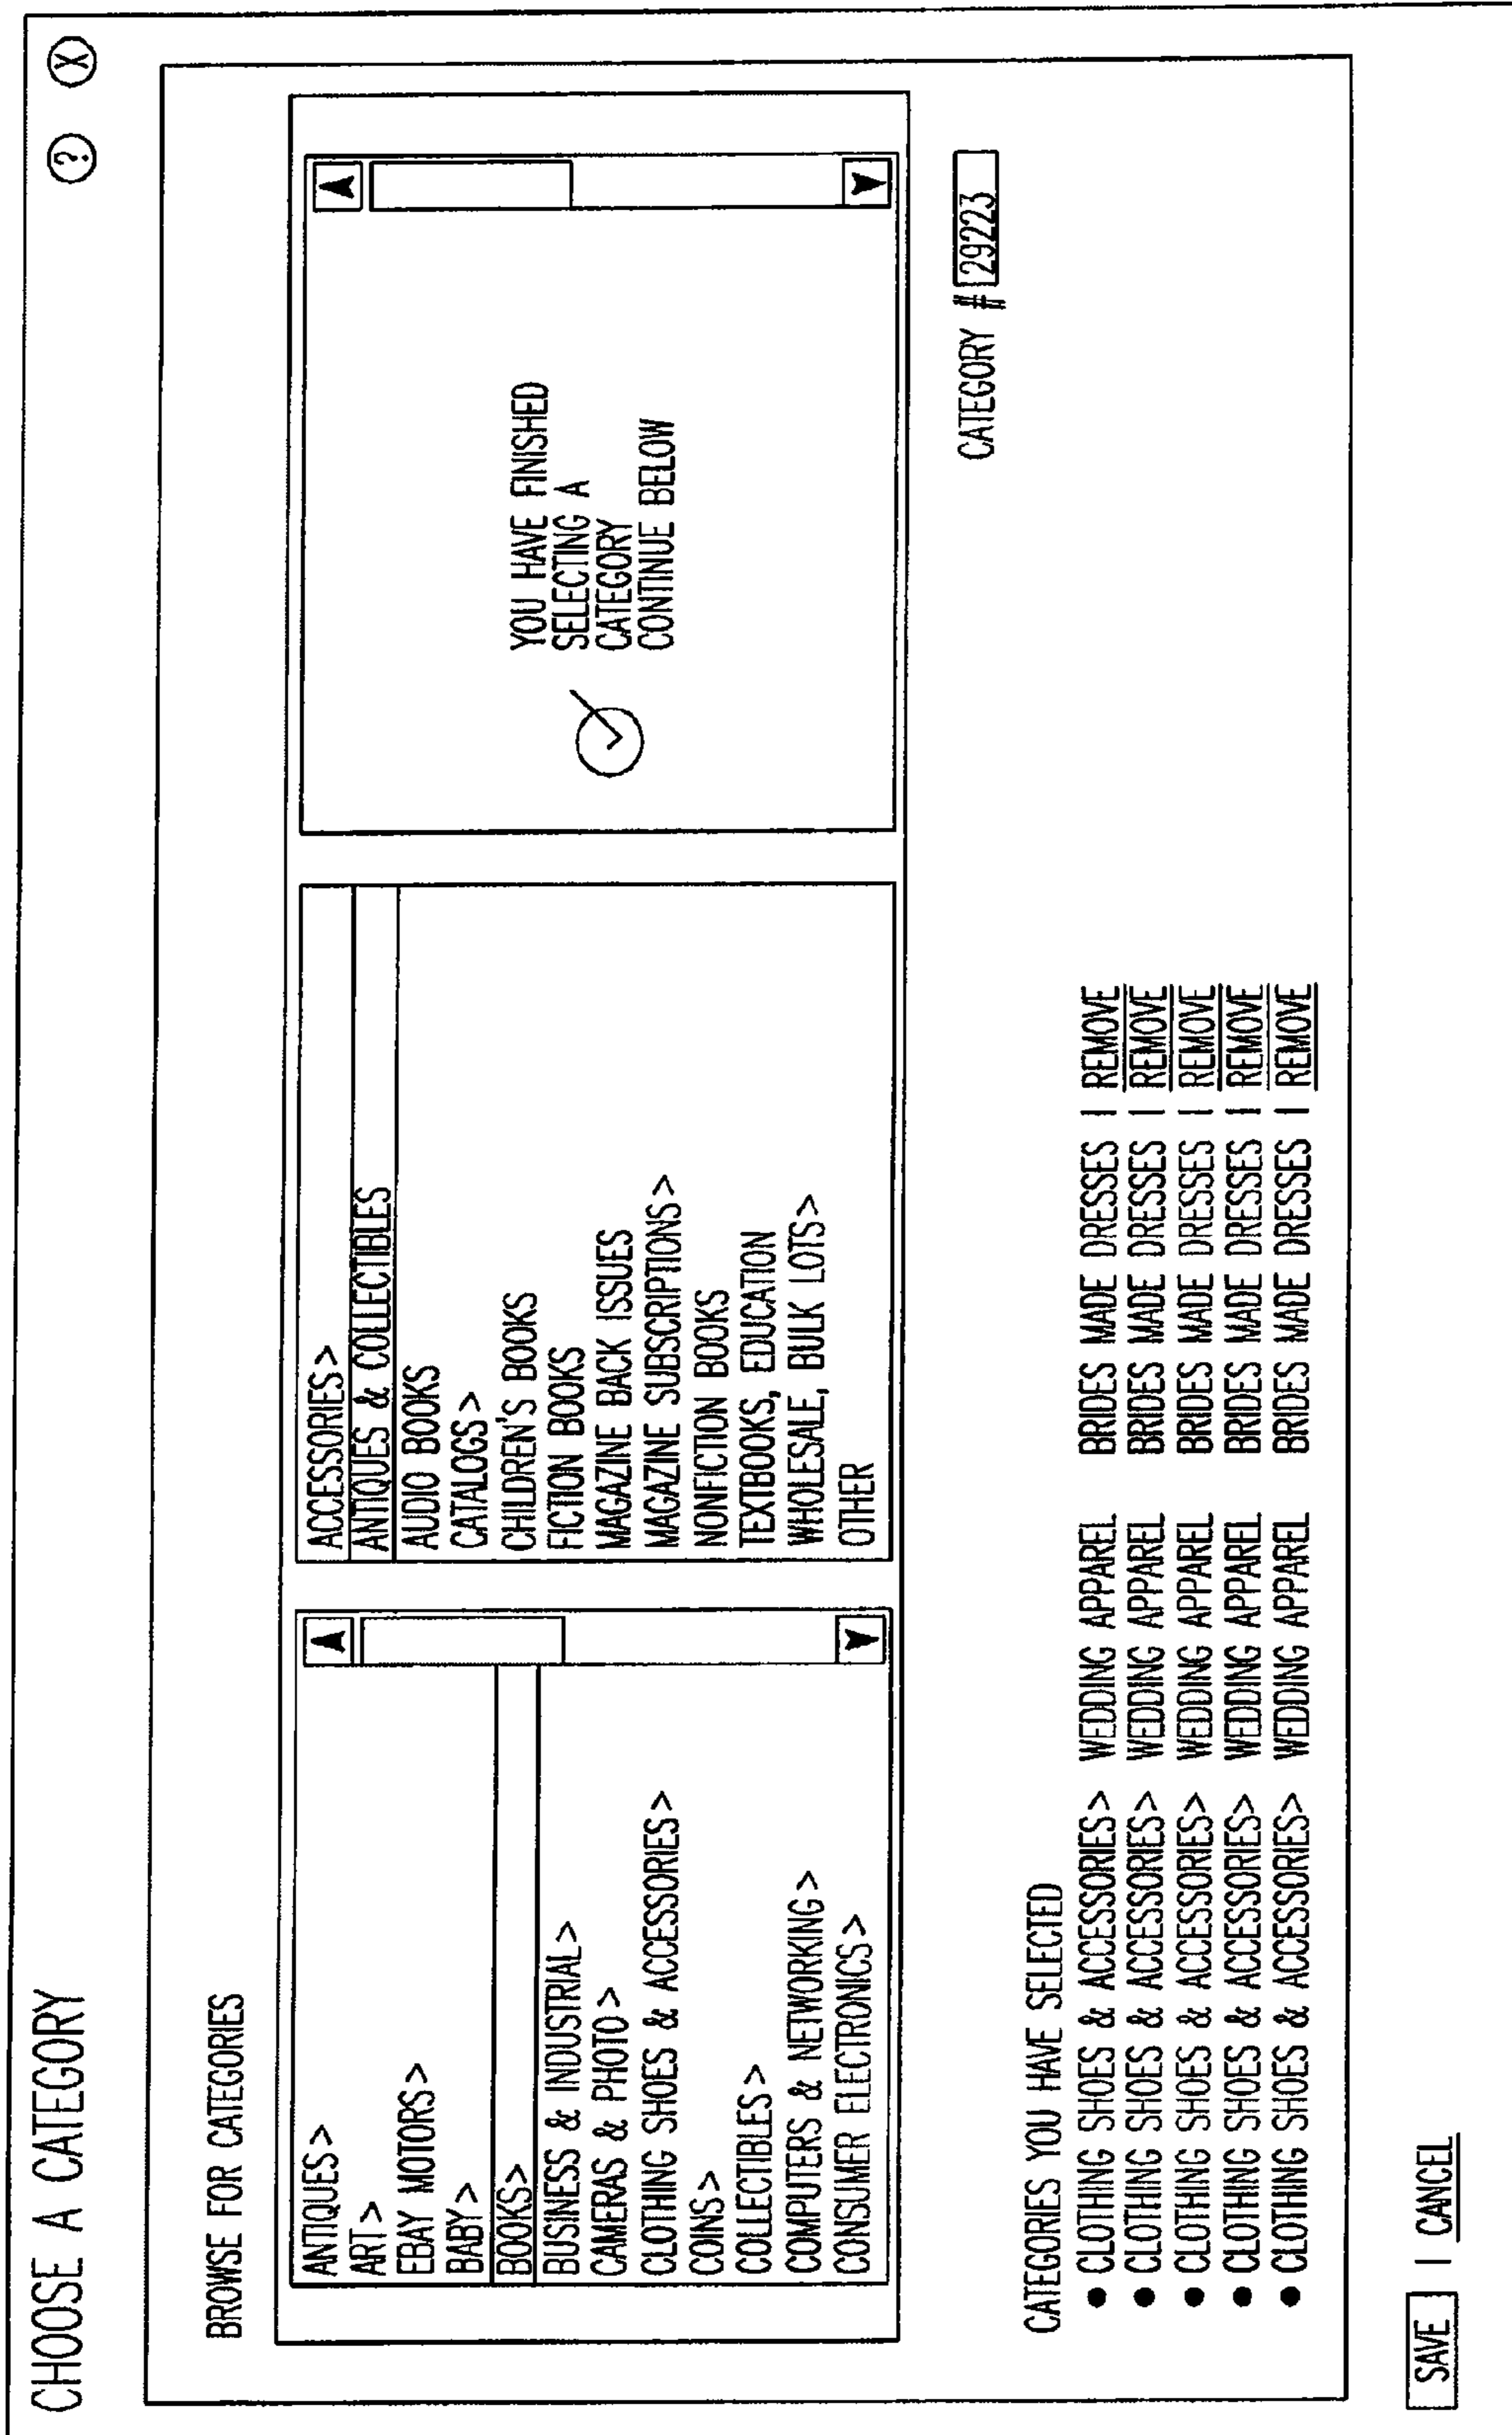 CHOOSE A CATEGORY
? X
BROWSE FOR CATEGORIES
ANTIQUES>
ART>
EBAY MOTORS>
BABY>
BOOKS>
BUSINESS & INDUSTRIAL>
CAMERAS & PHOTO>
CLOTHING SHOES & ACCESSORIES>
COINS>
COLLECTIBLES>
COMPUTERS & NETWORKING>
CONSUMER ELECTRONICS>
ACCESSORIES>
ANTIQUES & COLLECTIBLES
AUDIO BOOKS
CATALOGS>
CHILDREN'S BOOKS
FICTION BOOKS
MAGAZINE BACK ISSUES
MAGAZINE SUBSCRIPTIONS>
NONFICTION BOOKS
TEXTBOOKS, EDUCATION
WHOLESALE, BULK LOTS>
OTHER
YOU HAVE FINISHED
SELECTING A
CATEGORY
CONTINUE BELOW
CATEGORY # 29223
CATEGORIES YOU HAVE SELECTED
● CLOTHING SHOES & ACCESSORIES> WEDDING APPAREL BRIDES MADE DRESSES | REMOVE
● CLOTHING SHOES & ACCESSORIES> WEDDING APPAREL BRIDES MADE DRESSES | REMOVE
● CLOTHING SHOES & ACCESSORIES> WEDDING APPAREL BRIDES MADE DRESSES | REMOVE
● CLOTHING SHOES & ACCESSORIES> WEDDING APPAREL BRIDES MADE DRESSES | REMOVE
● CLOTHING SHOES & ACCESSORIES> WEDDING APPAREL BRIDES MADE DRESSES | REMOVE
SAVE | CANCEL